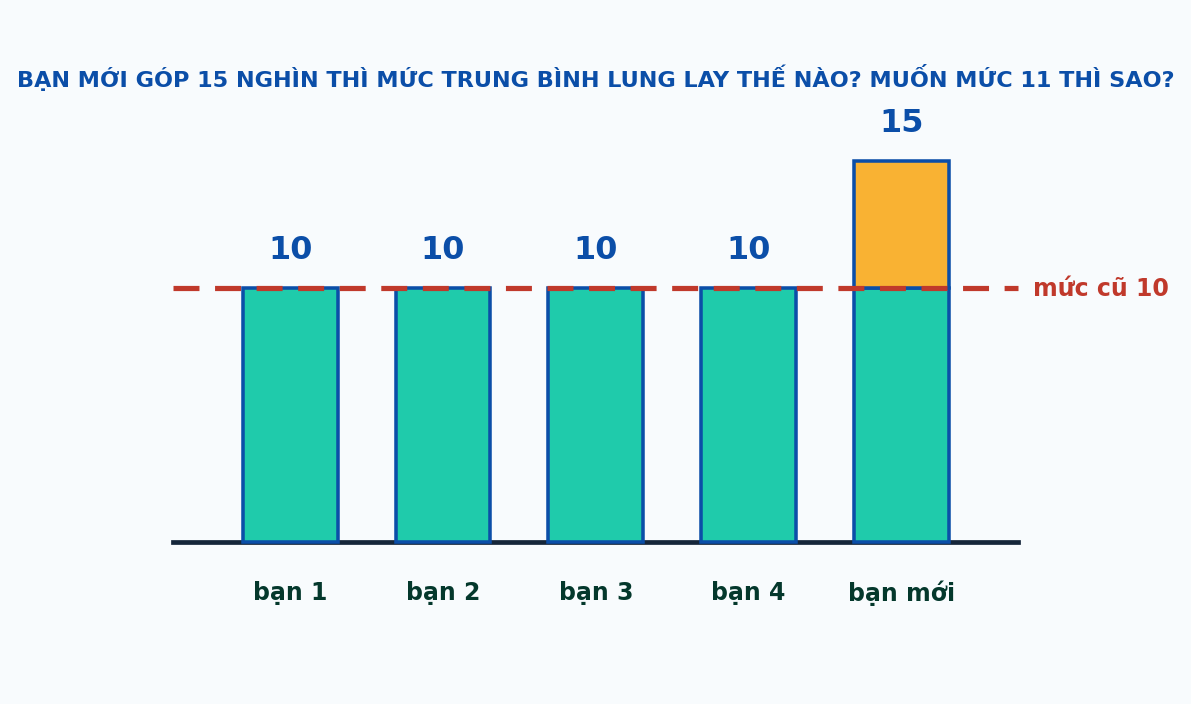 BẠN MỚI GÓP 15 NGHÌN THÌ MỨC TRUNG BÌNH LUNG LAY THẾ NÀO? MUỐN MỨC 11 THÌ SAO?
15
10 10 10 10
mức cũ 10
bạn 1 bạn 2 bạn 3 bạn 4 bạn mới